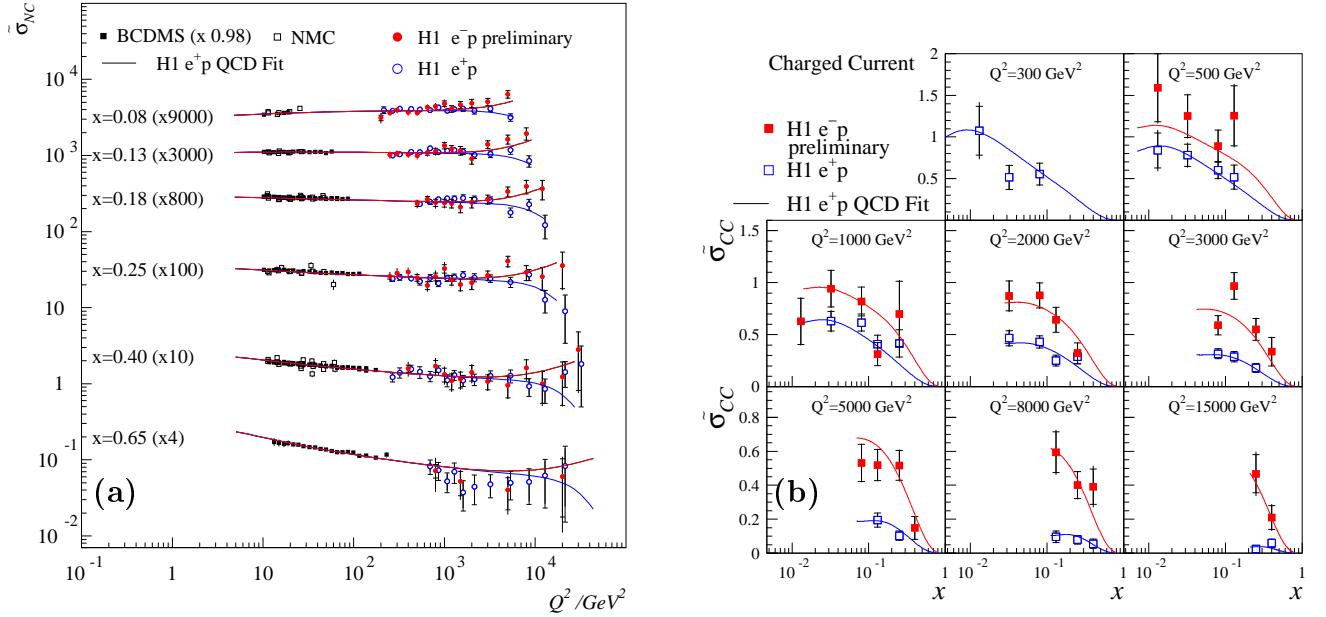 σ̃NC
BCDMS (x 0.98)
NMC
H1 e⁻p preliminary
H1 e⁺p QCD Fit
H1 e⁺p
10⁴
x=0.08 (x9000)
10³
x=0.13 (x3000)
x=0.18 (x800)
10²
x=0.25 (x100)
10
x=0.40 (x10)
1
x=0.65 (x4)
10⁻¹
(a)
10⁻²
10⁻¹
1
10
10²
10³
10⁴
Q² /GeV²
Charged Current
H1 e⁻p
preliminary
H1 e⁺p
H1 e⁺p QCD Fit
Q²=300 GeV²
Q²=500 GeV²
2
1.5
1
0.5
σ̃CC
Q²=1000 GeV²
Q²=2000 GeV²
Q²=3000 GeV²
1.5
1
0.5
0
σ̃CC
Q²=5000 GeV²
Q²=8000 GeV²
Q²=15000 GeV²
0.8
0.6
0.4
0.2
0
(b)
10⁻²
10⁻¹
1
10⁻²
10⁻¹
1
10⁻²
10⁻¹
1
x
x
x